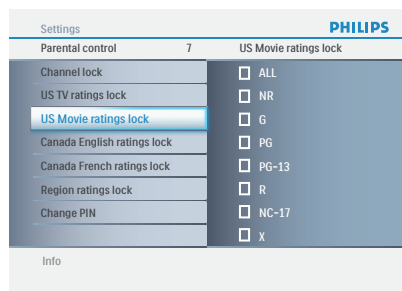 Settings
PHILIPS
Parental control 7 US Movie ratings lock
Channel lock
US TV ratings lock
US Movie ratings lock
Canada English ratings lock
Canada French ratings lock
Region ratings lock
Change PIN
ALL
NR
G
PG
PG-13
R
NC-17
X
Info